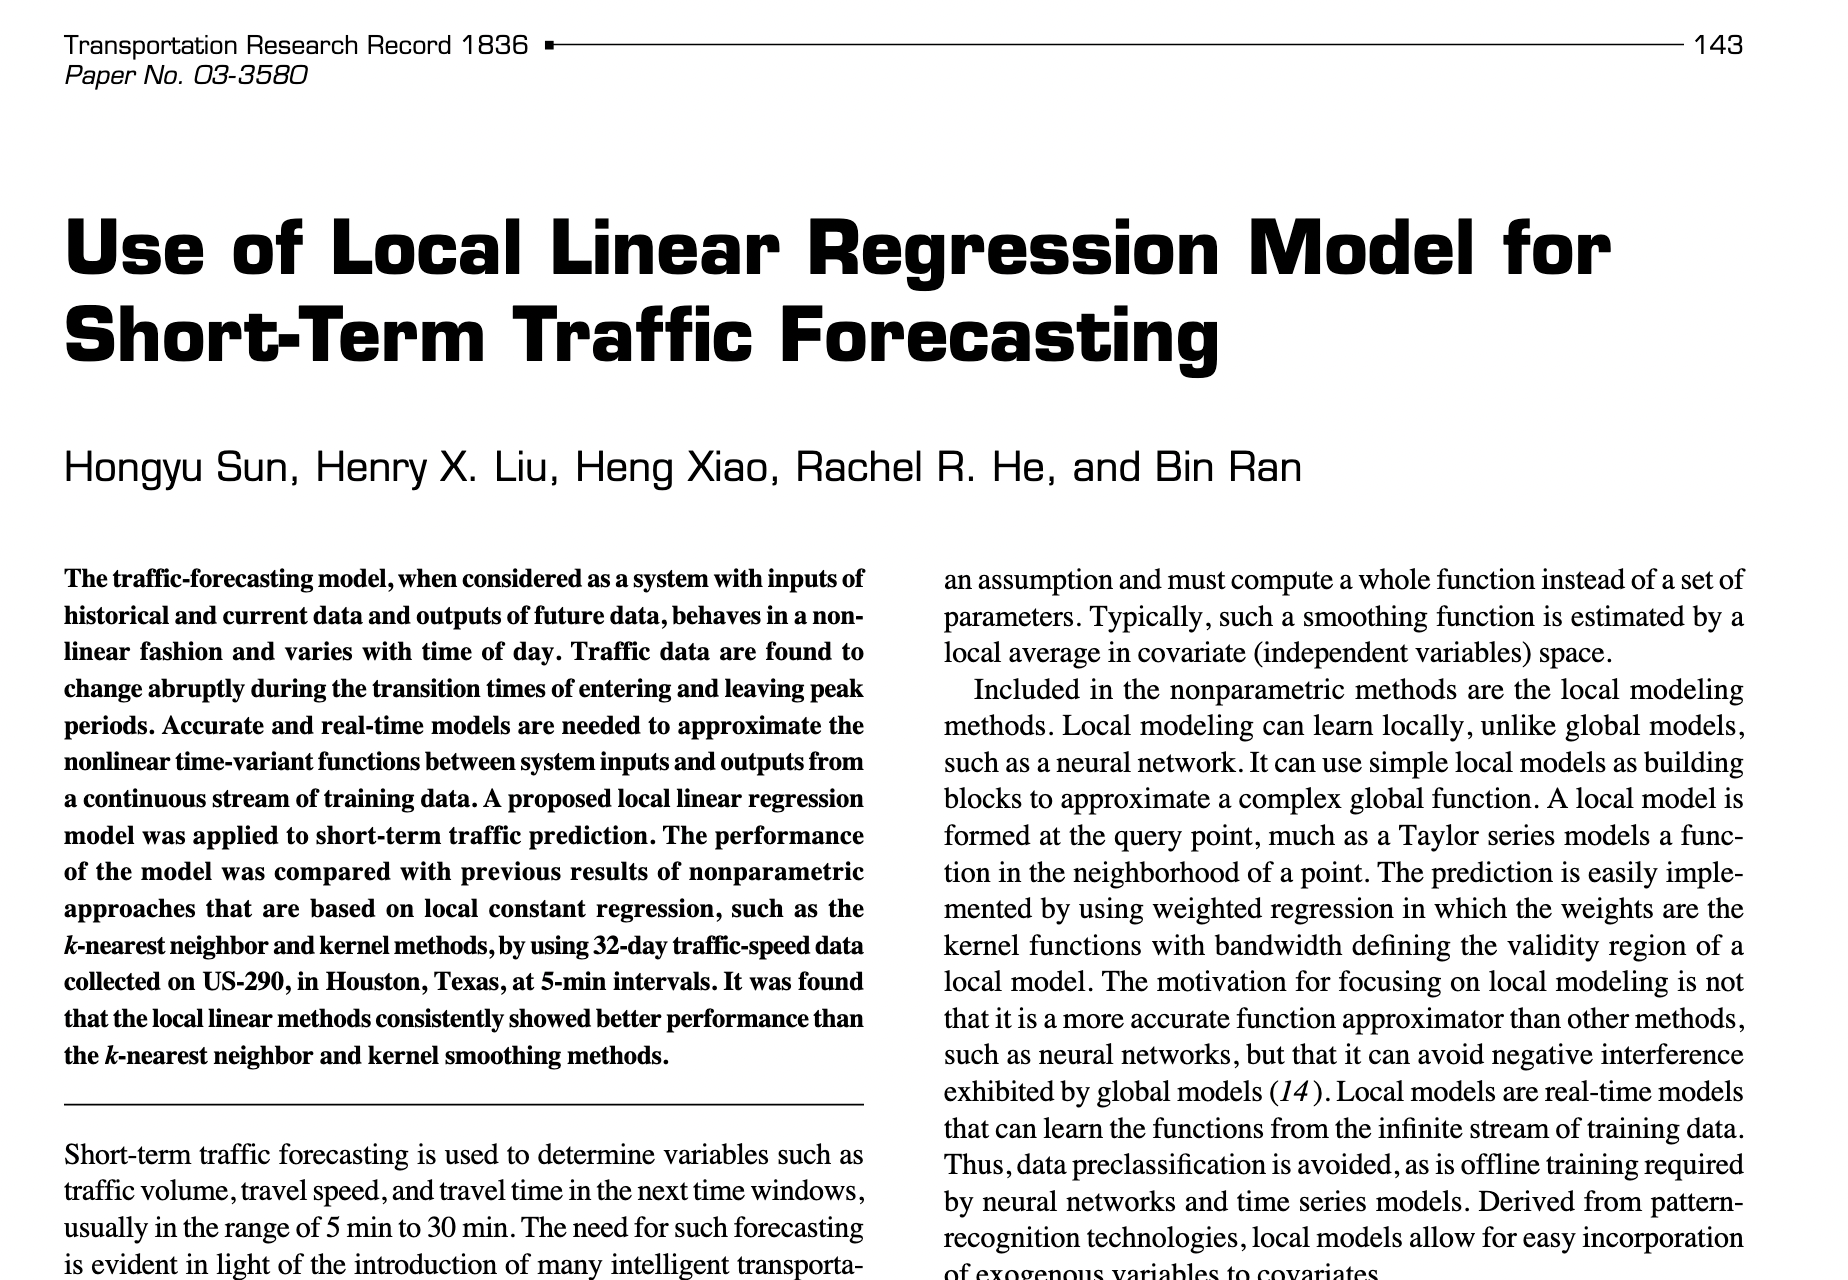 Transportation Research Record 1836 143
Paper No. 03-3580
Use of Local Linear Regression Model for
Short-Term Traffic Forecasting
Hongyu Sun, Henry X. Liu, Heng Xiao, Rachel R. He, and Bin Ran
The traffic-forecasting model, when considered as a system with inputs of
historical and current data and outputs of future data, behaves in a non-
linear fashion and varies with time of day. Traffic data are found to
change abruptly during the transition times of entering and leaving peak
periods. Accurate and real-time models are needed to approximate the
nonlinear time-variant functions between system inputs and outputs from
a continuous stream of training data. A proposed local linear regression
model was applied to short-term traffic prediction. The performance
of the model was compared with previous results of nonparametric
approaches that are based on local constant regression, such as the
k-nearest neighbor and kernel methods, by using 32-day traffic-speed data
collected on US-290, in Houston, Texas, at 5-min intervals. It was found
that the local linear methods consistently showed better performance than
the k-nearest neighbor and kernel smoothing methods.
Short-term traffic forecasting is used to determine variables such as
traffic volume, travel speed, and travel time in the next time windows,
usually in the range of 5 min to 30 min. The need for such forecasting
is evident in light of the introduction of many intelligent transporta-
an assumption and must compute a whole function instead of a set of
parameters. Typically, such a smoothing function is estimated by a
local average in covariate (independent variables) space.
Included in the nonparametric methods are the local modeling
methods. Local modeling can learn locally, unlike global models,
such as a neural network. It can use simple local models as building
blocks to approximate a complex global function. A local model is
formed at the query point, much as a Taylor series models a func-
tion in the neighborhood of a point. The prediction is easily imple-
mented by using weighted regression in which the weights are the
kernel functions with bandwidth defining the validity region of a
local model. The motivation for focusing on local modeling is not
that it is a more accurate function approximator than other methods,
such as neural networks, but that it can avoid negative interference
exhibited by global models (14). Local models are real-time models
that can learn the functions from the infinite stream of training data.
Thus, data preclassification is avoided, as is offline training required
by neural networks and time series models. Derived from pattern-
recognition technologies, local models allow for easy incorporation
of exogenous variables to covariates.